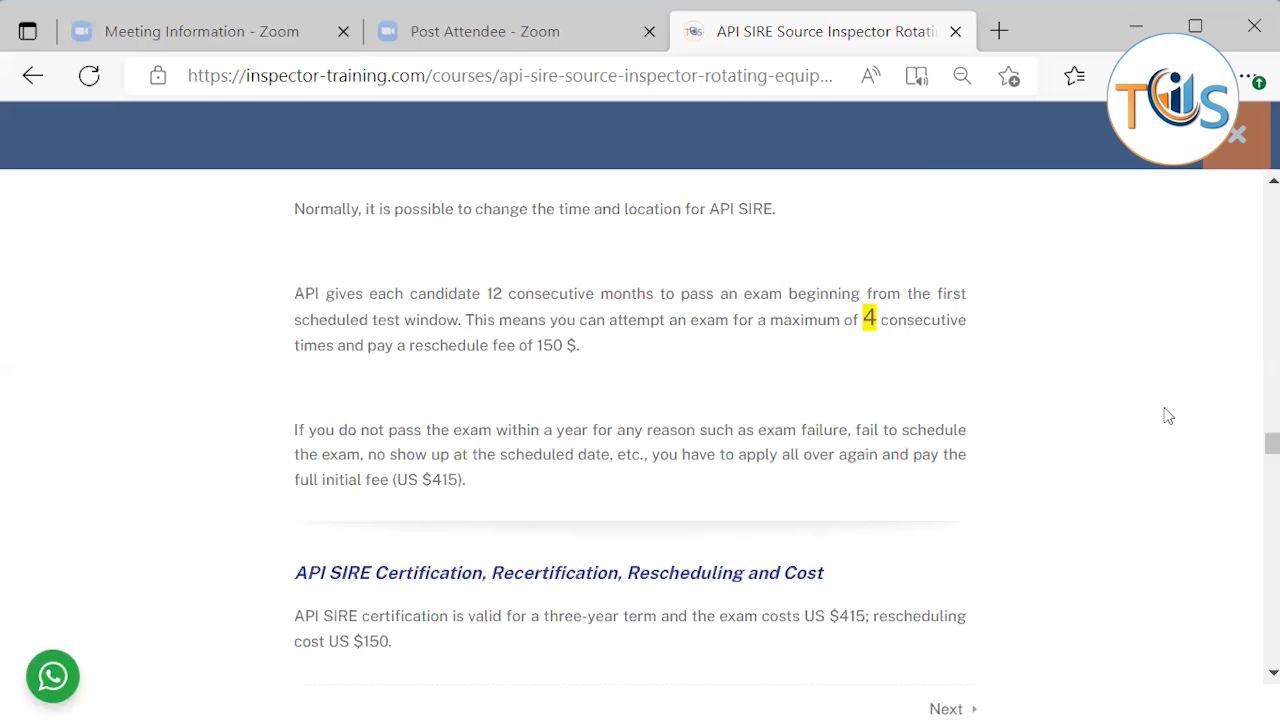 Meeting Information - Zoom
Post Attendee - Zoom
API SIRE Source Inspector Rotati
https://inspector-training.com/courses/api-sire-source-inspector-rotating-equip...
TIS
Normally, it is possible to change the time and location for API SIRE.
API gives each candidate 12 consecutive months to pass an exam beginning from the first
scheduled test window. This means you can attempt an exam for a maximum of 4 consecutive
times and pay a reschedule fee of 150 $.
If you do not pass the exam within a year for any reason such as exam failure, fail to schedule
the exam, no show up at the scheduled date, etc., you have to apply all over again and pay the
full initial fee (US $415).
API SIRE Certification, Recertification, Rescheduling and Cost
API SIRE certification is valid for a three-year term and the exam costs US $415; rescheduling
cost US $150.
Next